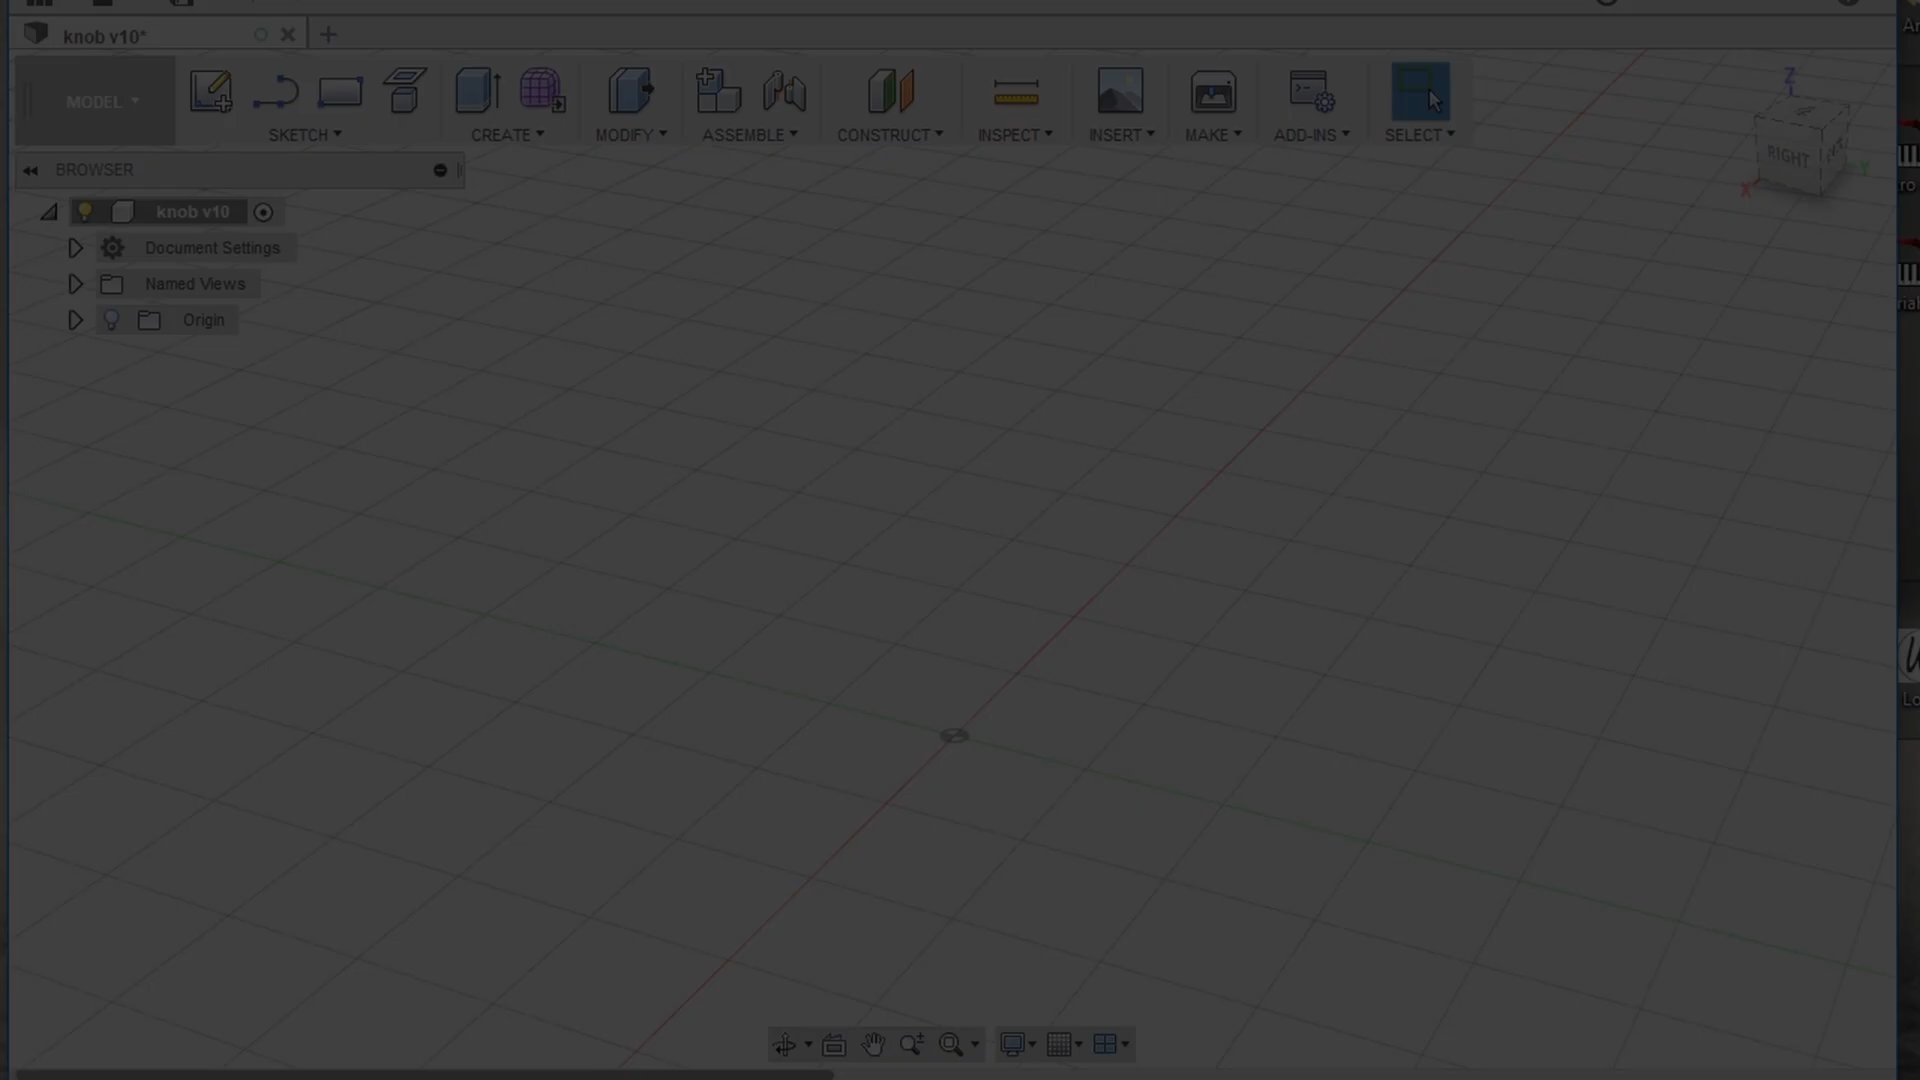 knob v10*
MODEL
SKETCH
CREATE
MODIFY
ASSEMBLE
CONSTRUCT
INSPECT
INSERT
MAKE
ADD-INS
SELECT
Z
RIGHT
Y
X
BROWSER
knob v10
Document Settings
Named Views
Origin